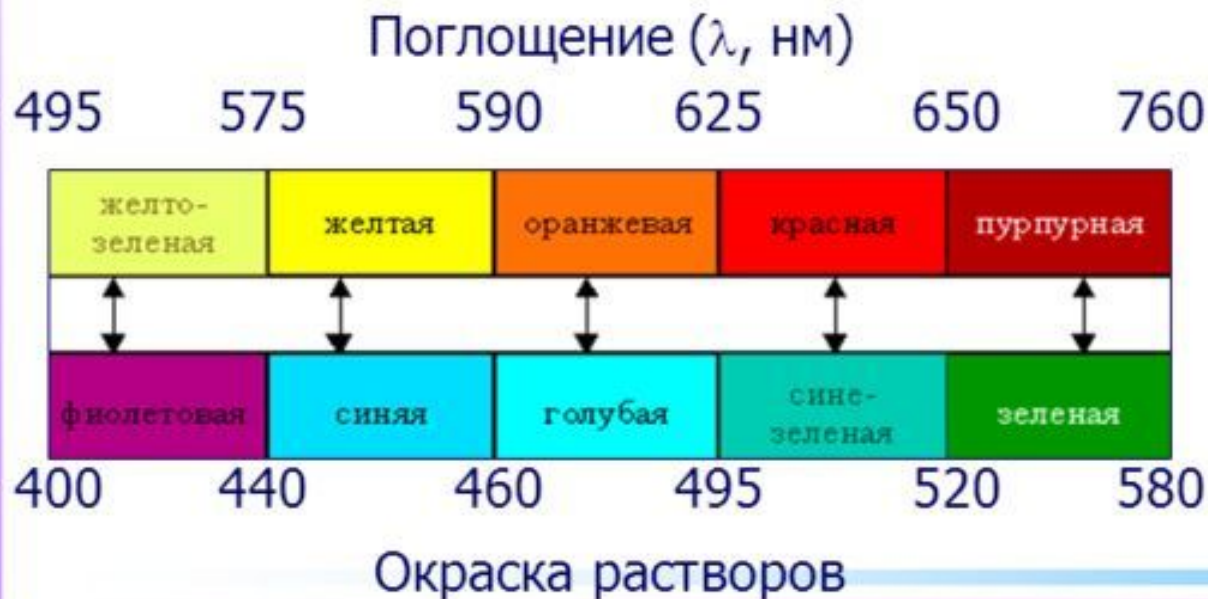 Поглощение (λ, нм)
495 575 590 625 650 760
желто-
зеленая
желтая
оранжевая
красная
пурпурная
фиолетовая
синяя
голубая
сине-
зеленая
зеленая
400 440 460 495 520 580
Окраска растворов